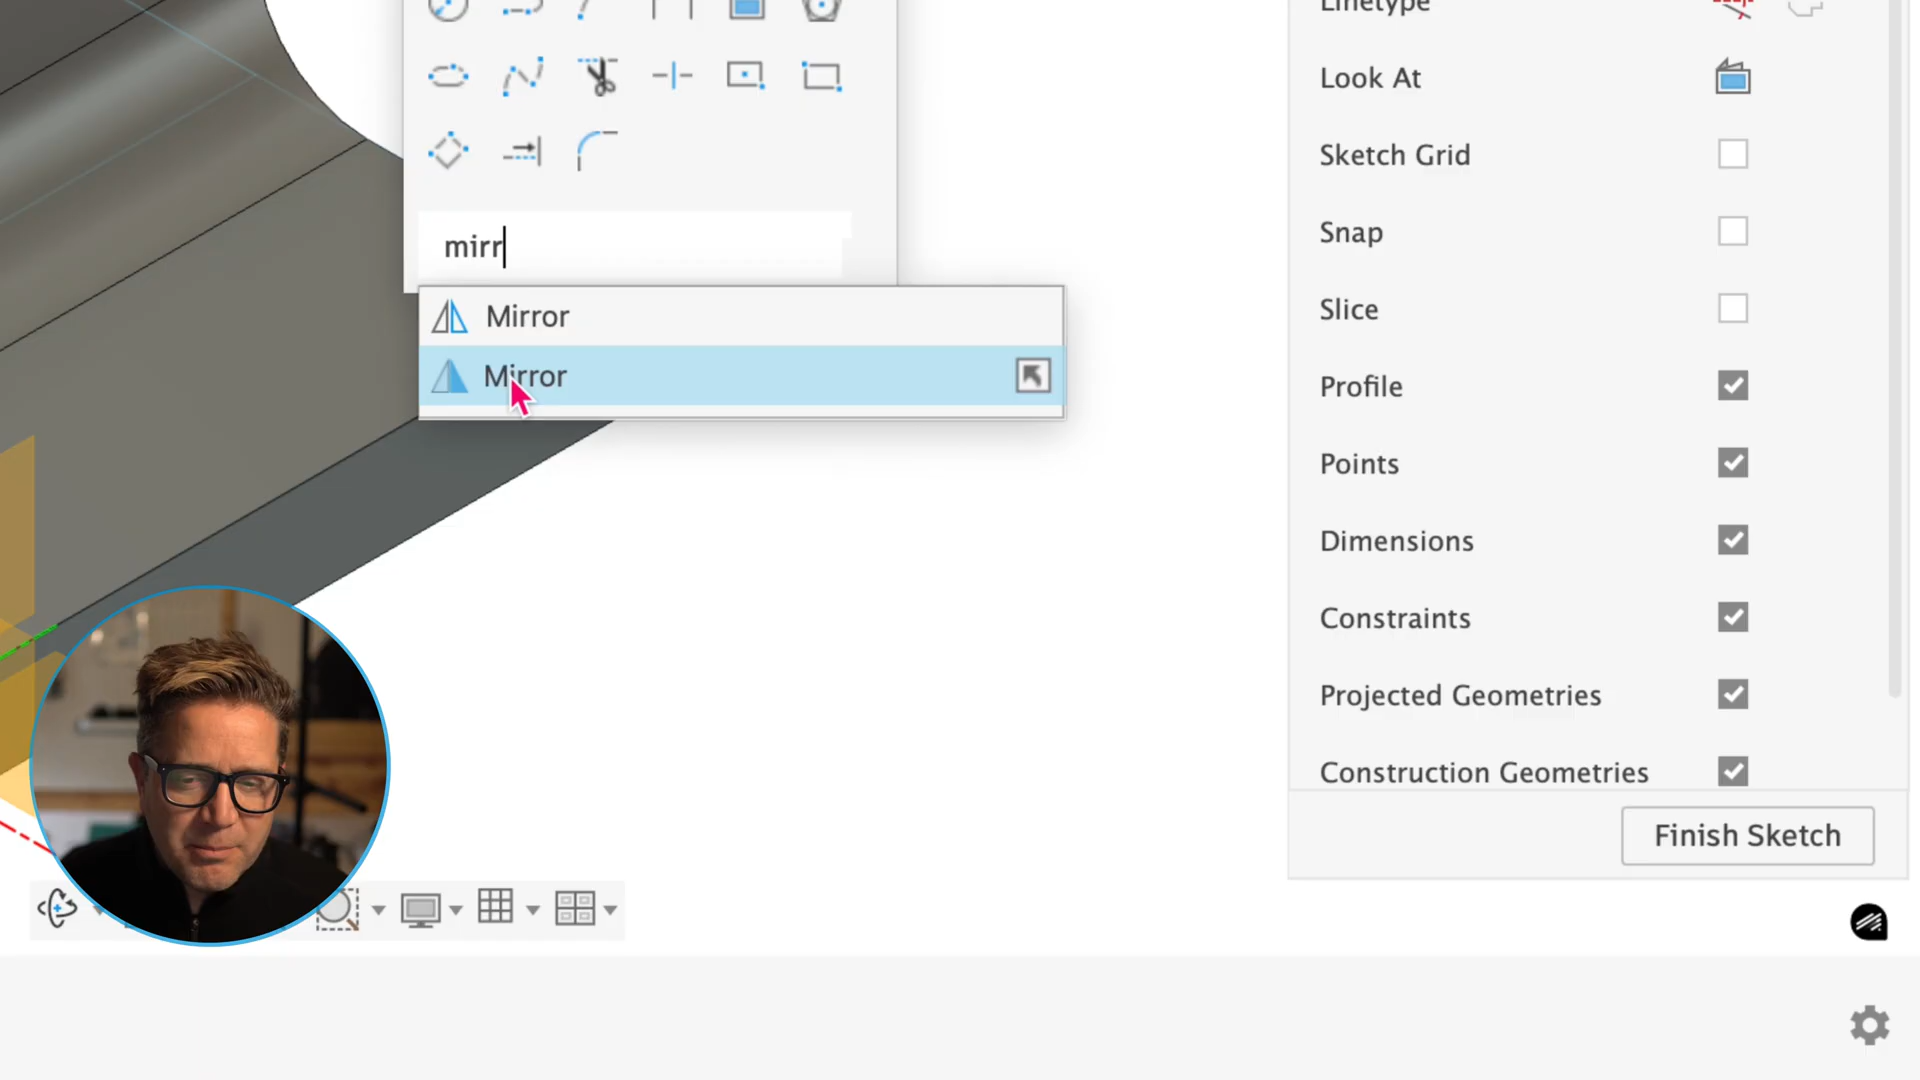 Linetype
Look At
Sketch Grid
mirr
Snap
Mirror
Slice
Mirror
Profile
Points
Dimensions
Constraints
Projected Geometries
Construction Geometries
Finish Sketch